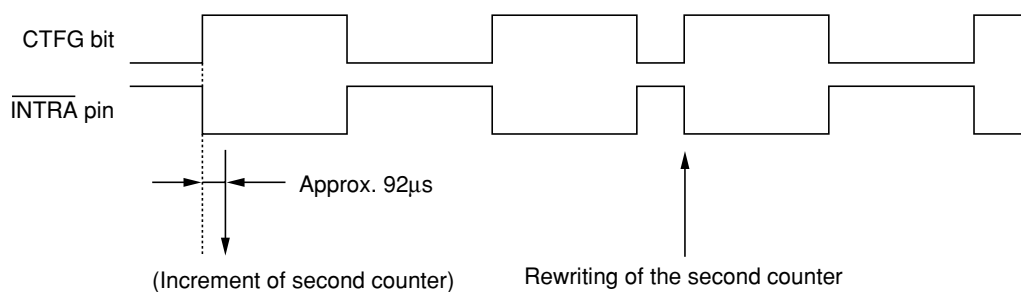 CTFG bit
INTRA pin
Approx. 92μs
(Increment of second counter)
Rewriting of the second counter